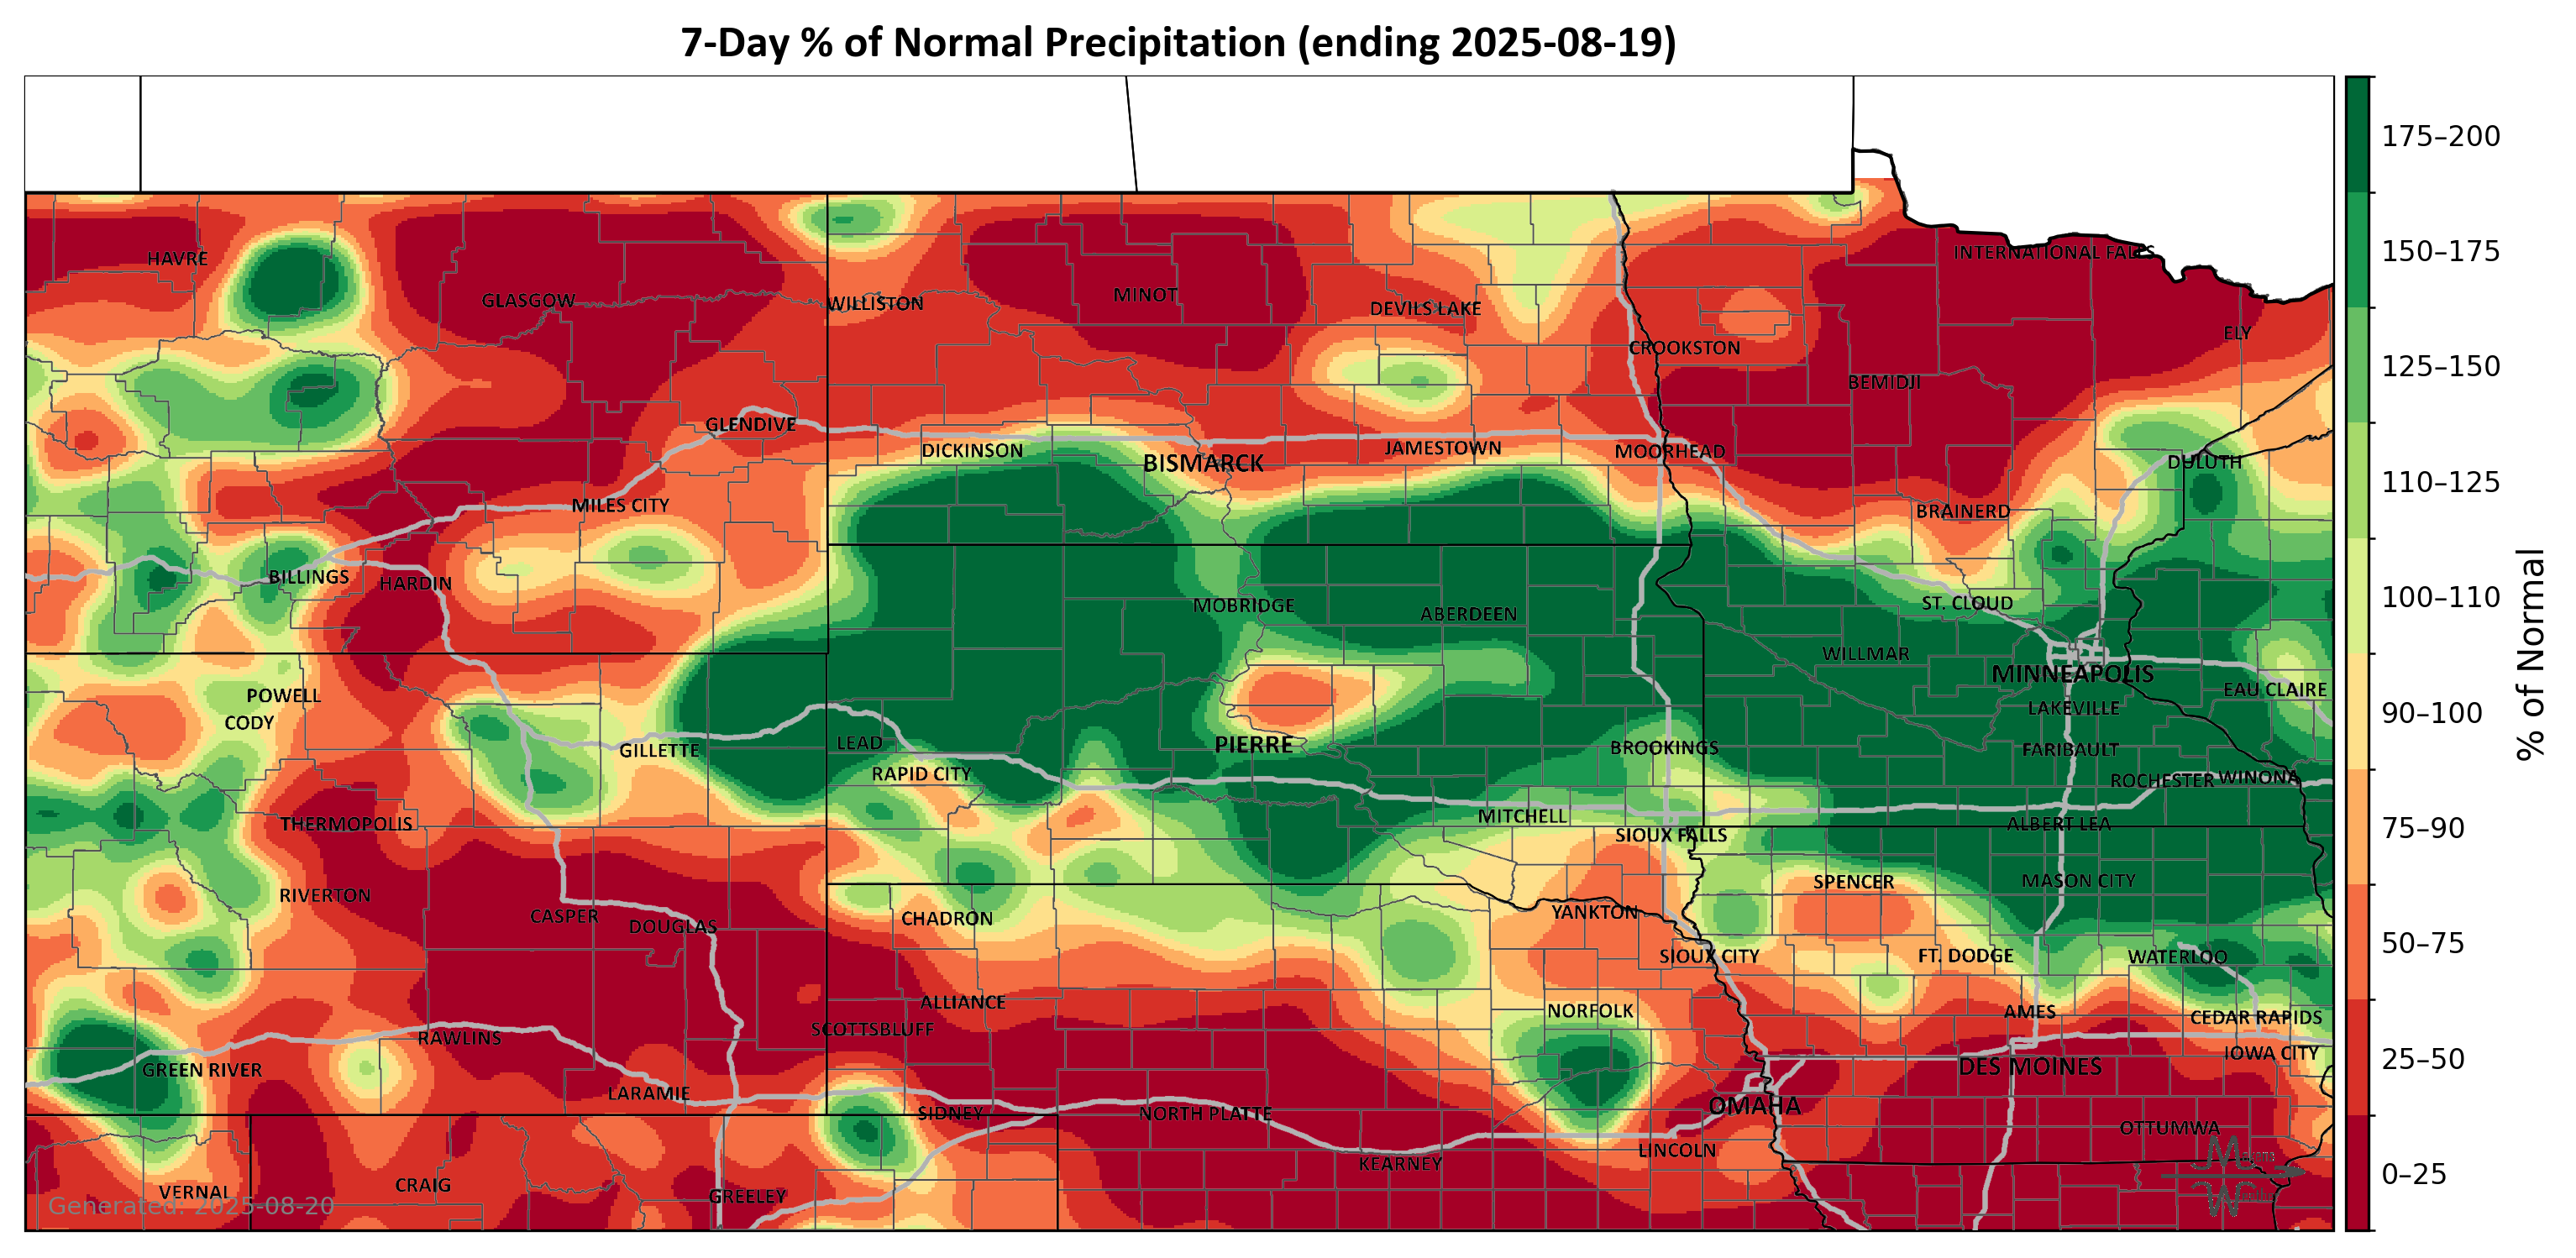 7-Day % of Normal Precipitation (ending 2025-08-19)
175–200
150–175
125–150
110–125
100–110
90–100
75–90
50–75
25–50
0–25
% of Normal
HAVRE
INTERNATIONAL FALLS
GLASGOW
WILLISTON
MINOT
DEVILS LAKE
ELY
CROOKSTON
BEMIDJI
GLENDIVE
DICKINSON
BISMARCK
JAMESTOWN
MOORHEAD
DULUTH
MILES CITY
BRAINERD
BILLINGS
HARDIN
MOBRIDGE
ABERDEEN
ST. CLOUD
WILLMAR
MINNEAPOLIS
POWELL
EAU CLAIRE
CODY
LAKEVILLE
GILLETTE
LEAD
PIERRE
BROOKINGS
FARIBAULT
RAPID CITY
ROCHESTER
WINONA
THERMOPOLIS
MITCHELL
ALBERT LEA
SIOUX FALLS
RIVERTON
SPENCER
MASON CITY
CASPER
DOUGLAS
CHADRON
YANKTON
SIOUX CITY
FT. DODGE
WATERLOO
ALLIANCE
NORFOLK
AMES
CEDAR RAPIDS
RAWLINS
SCOTTSBLUFF
IOWA CITY
GREEN RIVER
DES MOINES
LARAMIE
SIDNEY
NORTH PLATTE
OMAHA
OTTUMWA
LINCOLN
KEARNEY
VERNAL
CRAIG
GREELEY
Generated: 2025-08-20